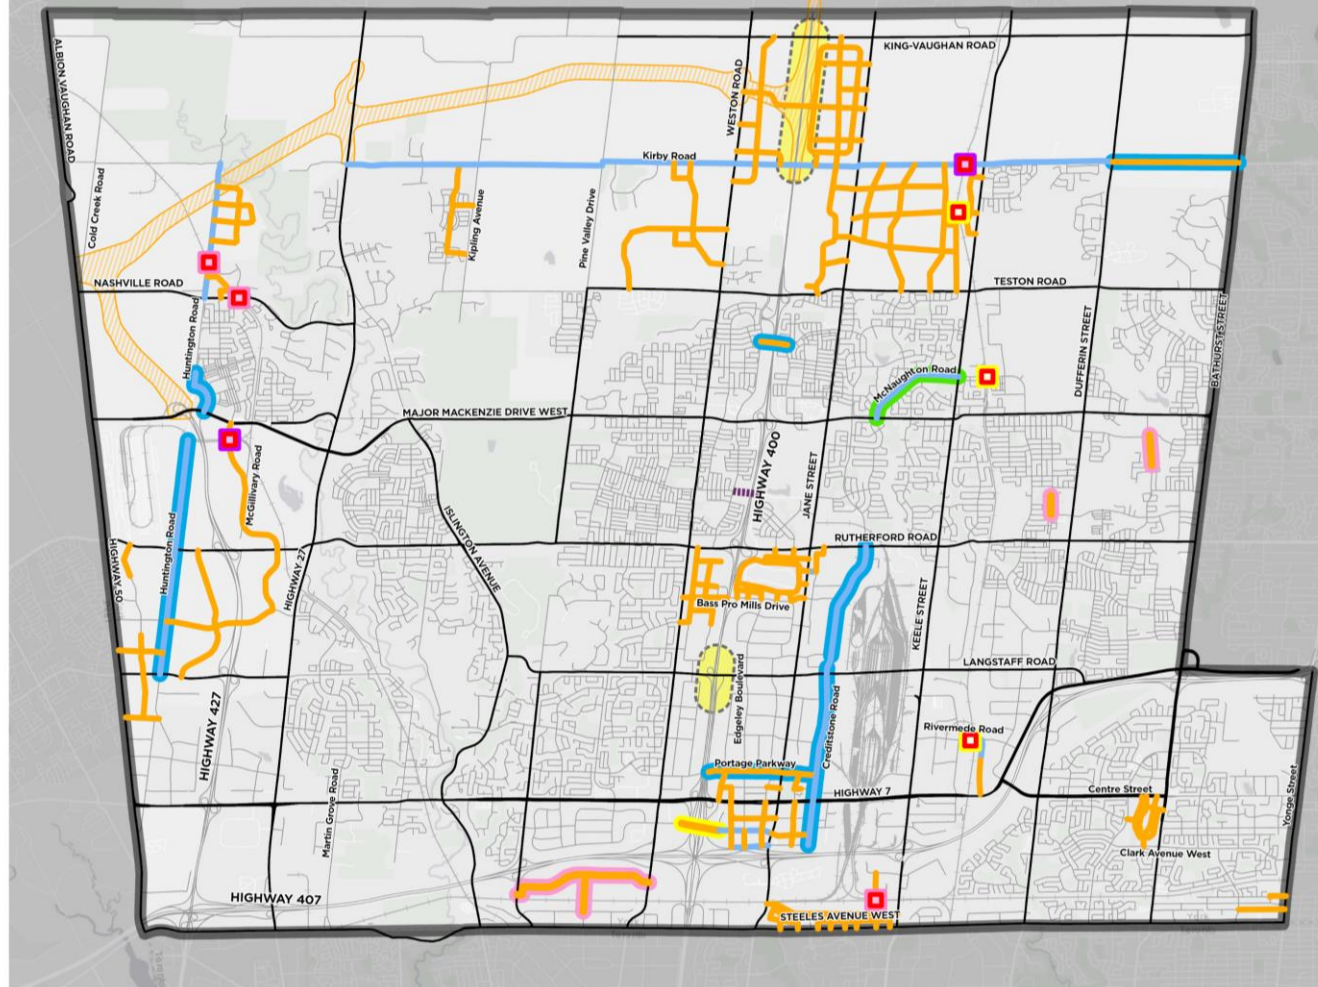 KING-VAUGHAN ROAD
ALBION VAUGHAN ROAD
WESTON ROAD
Kirby Road
Cold Creek Road
Kipling Avenue
Pine Valley Drive
NASHVILLE ROAD
TESTON ROAD
Huntington Road
DUFFERIN STREET
BATHURST STREET
McNaughton Road
MAJOR MACKENZIE DRIVE WEST
HIGHWAY 400
JANE STREET
McGillivary Road
ISLINGTON AVENUE
RUTHERFORD ROAD
HIGHWAY 50
Huntington Road
HIGHWAY 27
Bass Pro Mills Drive
KEELE STREET
LANGSTAFF ROAD
Edgeley Boulevard
Creditstone Road
HIGHWAY 427
Rivermede Road
Portage Parkway
HIGHWAY 7
Centre Street
Martin Grove Road
Yonge Street
Clark Avenue West
HIGHWAY 407
STEELES AVENUE WEST